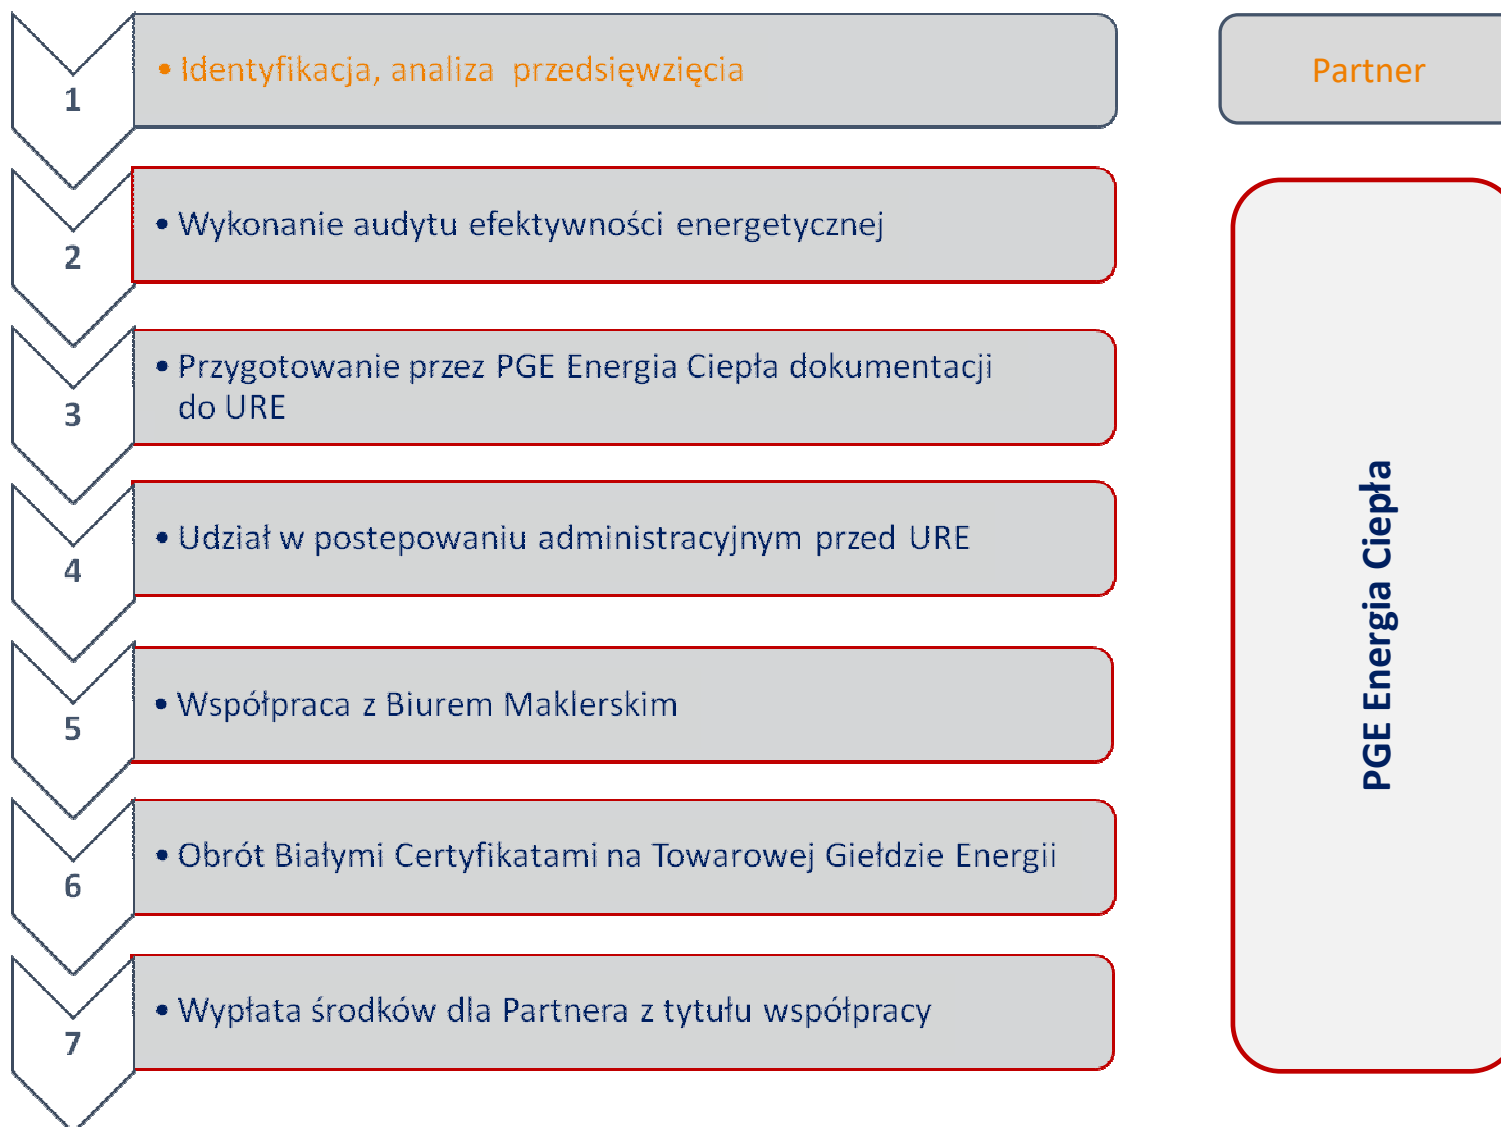 1
• Identyfikacja, analiza przedsięwzięcia
Partner
2
• Wykonanie audytu efektywności energetycznej
3
• Przygotowanie przez PGE Energia Ciepła dokumentacji
do URE
4
• Udział w postepowaniu administracyjnym przed URE
5
• Współpraca z Biurem Maklerskim
6
• Obrót Białymi Certyfikatami na Towarowej Giełdzie Energii
7
• Wypłata środków dla Partnera z tytułu współpracy
PGE Energia Ciepła